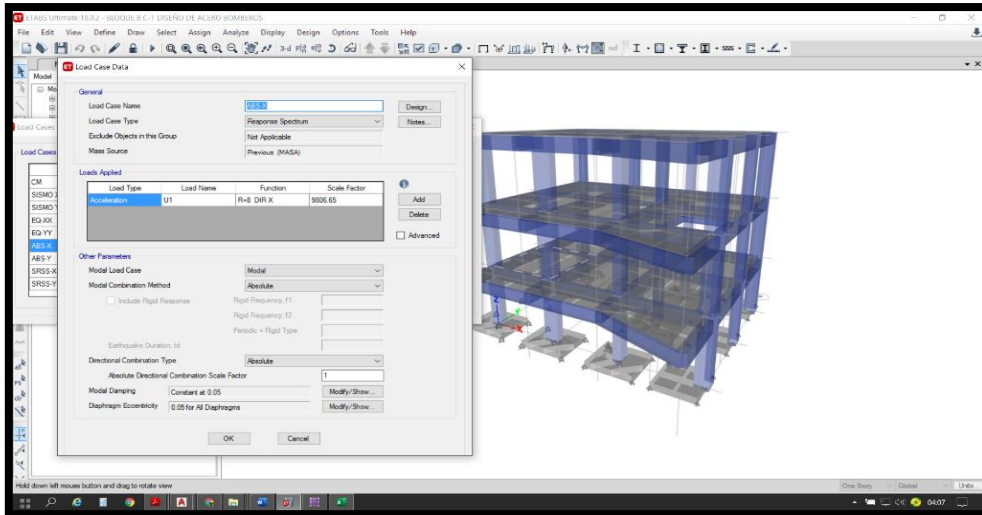 ETABS Ultimate 18.0.2 - BLOQUE B C-1 DISEÑO DE ACERO BOMBEROS
File Edit View Define Draw Select Assign Analyze Display Design Options Tools Help
Model
Load Case Data
General
Load Case Name ABS-X Design...
Load Case Type Response Spectrum Notes...
Exclude Objects in this Group Not Applicable
Mass Source Previous (MASA)
Load Cases
Loads Applied
Load Type Load Name Function Scale Factor
Acceleration U1 R=8 DIR X 9806.65
Add
Delete
Advanced
CM
SISMO
SISMO
EQ-XX
EQ-YY
ABS-X
ABS-Y
SRSS-X
SRSS-Y
Other Parameters
Modal Load Case Modal
Modal Combination Method Absolute
Include Rigid Response Rigid Frequency, f1
Rigid Frequency, f2
Periodic + Rigid Type
Earthquake Duration, td
Directional Combination Type Absolute
Absolute Directional Combination Scale Factor 1
Modal Damping Constant at 0.05 Modify/Show...
Diaphragm Eccentricity 0.05 for All Diaphragms Modify/Show...
OK Cancel
Z
X
Hold down left mouse button and drag to rotate view
One Story Global Units...
04:07